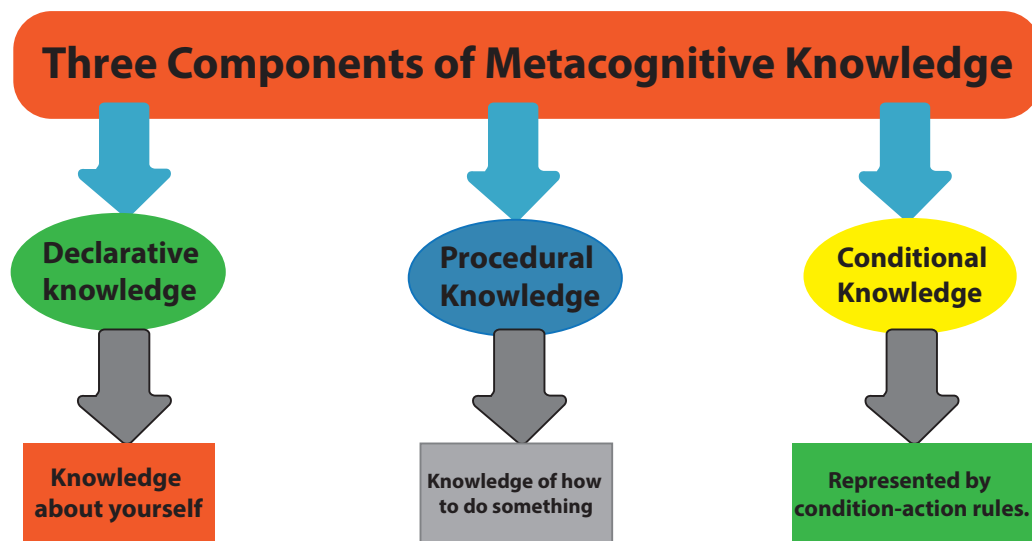 Three Components of Metacognitive Knowledge
Declarative
knowledge
Procedural
Knowledge
Conditional
Knowledge
Knowledge
about yourself
Knowledge of how
to do something
Represented by
condition-action rules.